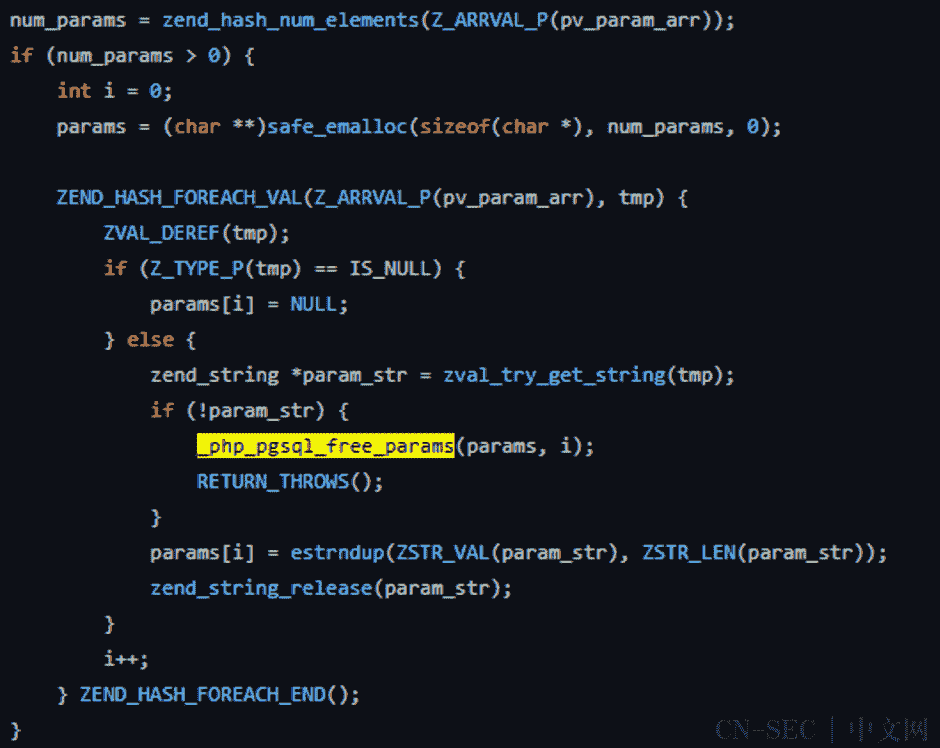 num_params = zend_hash_num_elements(Z_ARRVAL_P(pv_param_arr));
if (num_params > 0) {
    int i = 0;
    params = (char **)safe_emalloc(sizeof(char *), num_params, 0);

    ZEND_HASH_FOREACH_VAL(Z_ARRVAL_P(pv_param_arr), tmp) {
        ZVAL_DEREF(tmp);
        if (Z_TYPE_P(tmp) == IS_NULL) {
            params[i] = NULL;
        } else {
            zend_string *param_str = zval_try_get_string(tmp);
            if (!param_str) {
                _php_pgsql_free_params(params, i);
                RETURN_THROWS();
            }
            params[i] = estrndup(ZSTR_VAL(param_str), ZSTR_LEN(param_str));
            zend_string_release(param_str);
        }
        i++;
    } ZEND_HASH_FOREACH_END();
}
CN-SEC | 中文网